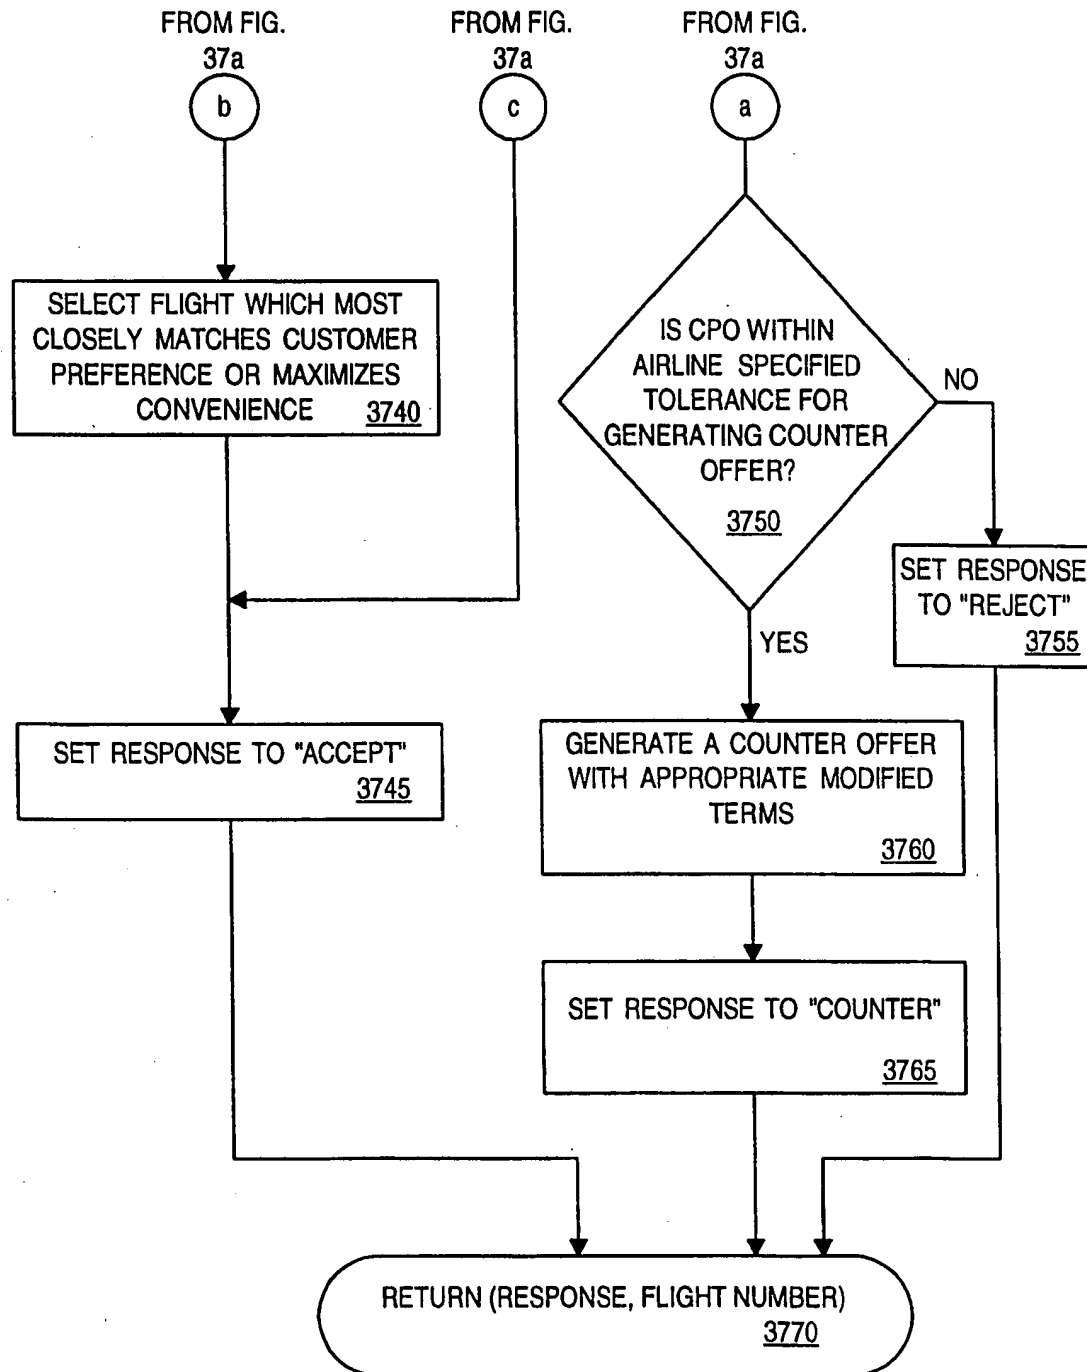 FROM FIG.
37a
b
FROM FIG.
37a
c
FROM FIG.
37a
a
SELECT FLIGHT WHICH MOST
CLOSELY MATCHES CUSTOMER
PREFERENCE OR MAXIMIZES
CONVENIENCE 3740
IS CPO WITHIN
AIRLINE SPECIFIED
TOLERANCE FOR
GENERATING COUNTER
OFFER?
3750
NO
SET RESPONSE
TO "REJECT"
3755
YES
SET RESPONSE TO "ACCEPT"
3745
GENERATE A COUNTER OFFER
WITH APPROPRIATE MODIFIED
TERMS
3760
SET RESPONSE TO "COUNTER"
3765
RETURN (RESPONSE, FLIGHT NUMBER)
3770